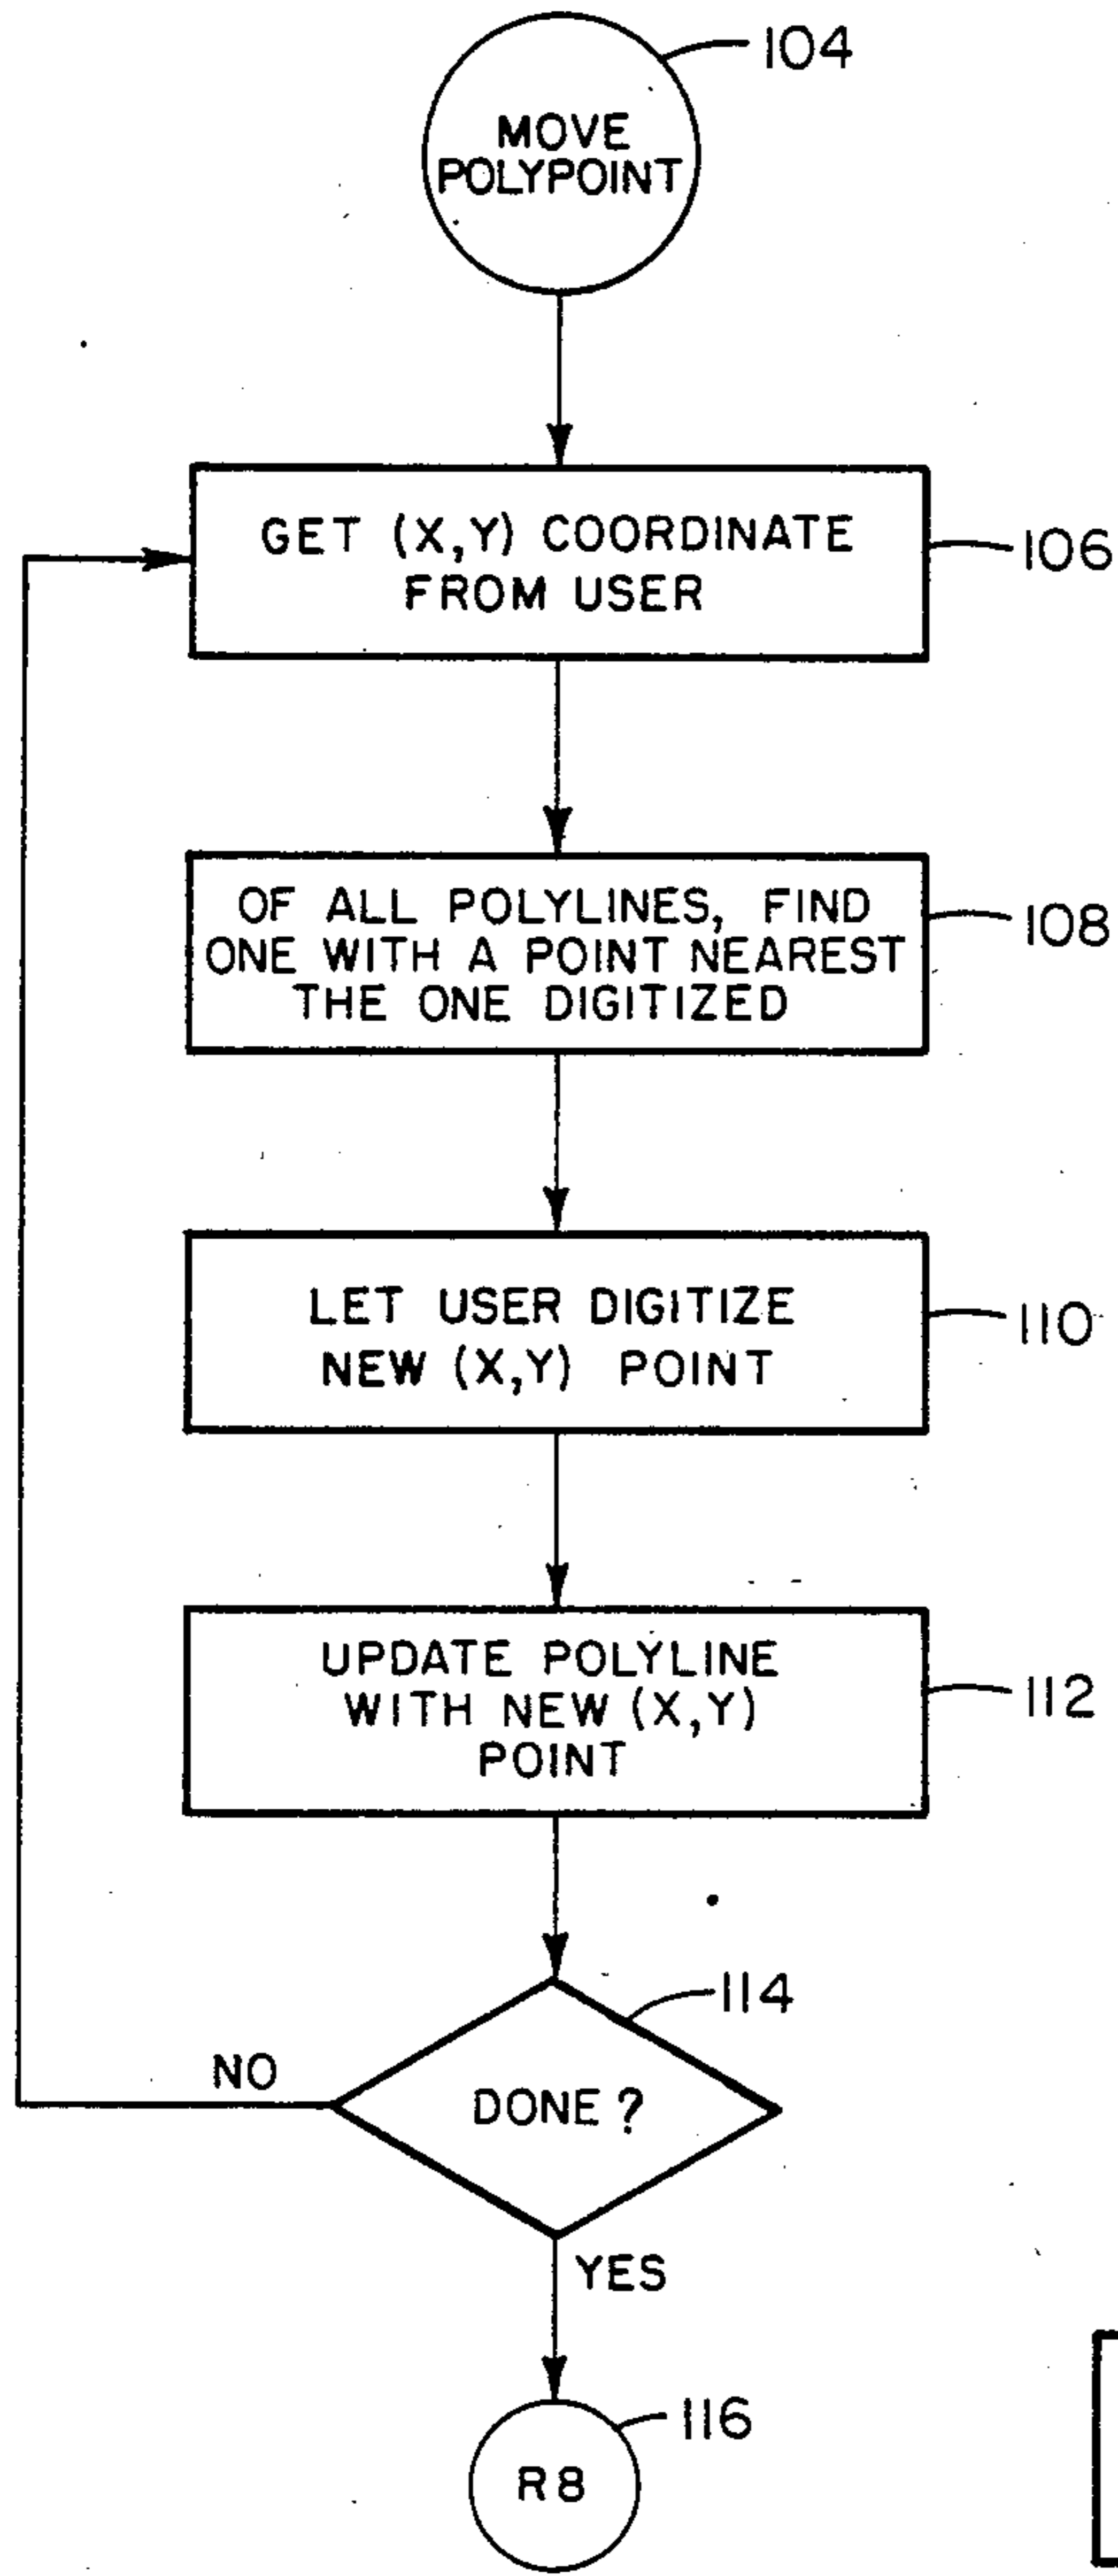 104
MOVE
POLYPOINT
GET (X,Y) COORDINATE
FROM USER
106
OF ALL POLYLINES, FIND
ONE WITH A POINT NEAREST
THE ONE DIGITIZED
108
LET USER DIGITIZE
NEW (X,Y) POINT
110
UPDATE POLYLINE
WITH NEW (X,Y)
POINT
112
114
NO
DONE ?
YES
116
R8